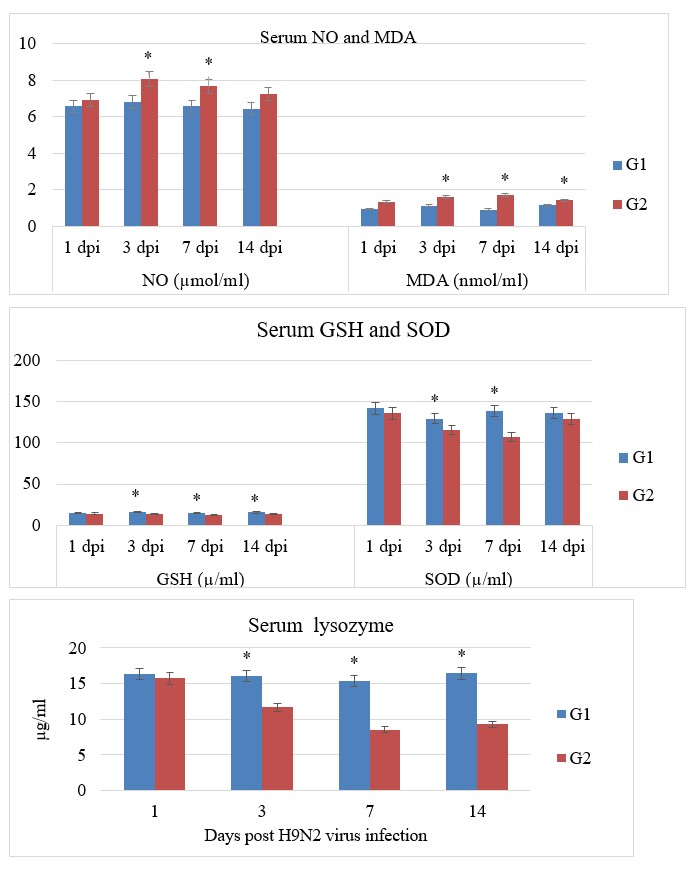 Serum NO and MDA
10
8
6
4
2
0
* * * * *
1 dpi 3 dpi 7 dpi 14 dpi 1 dpi 3 dpi 7 dpi 14 dpi
NO (µmol/ml) MDA (nmol/ml)
G1
G2
Serum GSH and SOD
200
150
100
50
0
* * * * *
1 dpi 3 dpi 7 dpi 14 dpi 1 dpi 3 dpi 7 dpi 14 dpi
GSH (µ/ml) SOD (µ/ml)
G1
G2
Serum lysozyme
20
15
10
5
0
µg/ml
* * *
1 3 7 14
Days post H9N2 virus infection
G1
G2